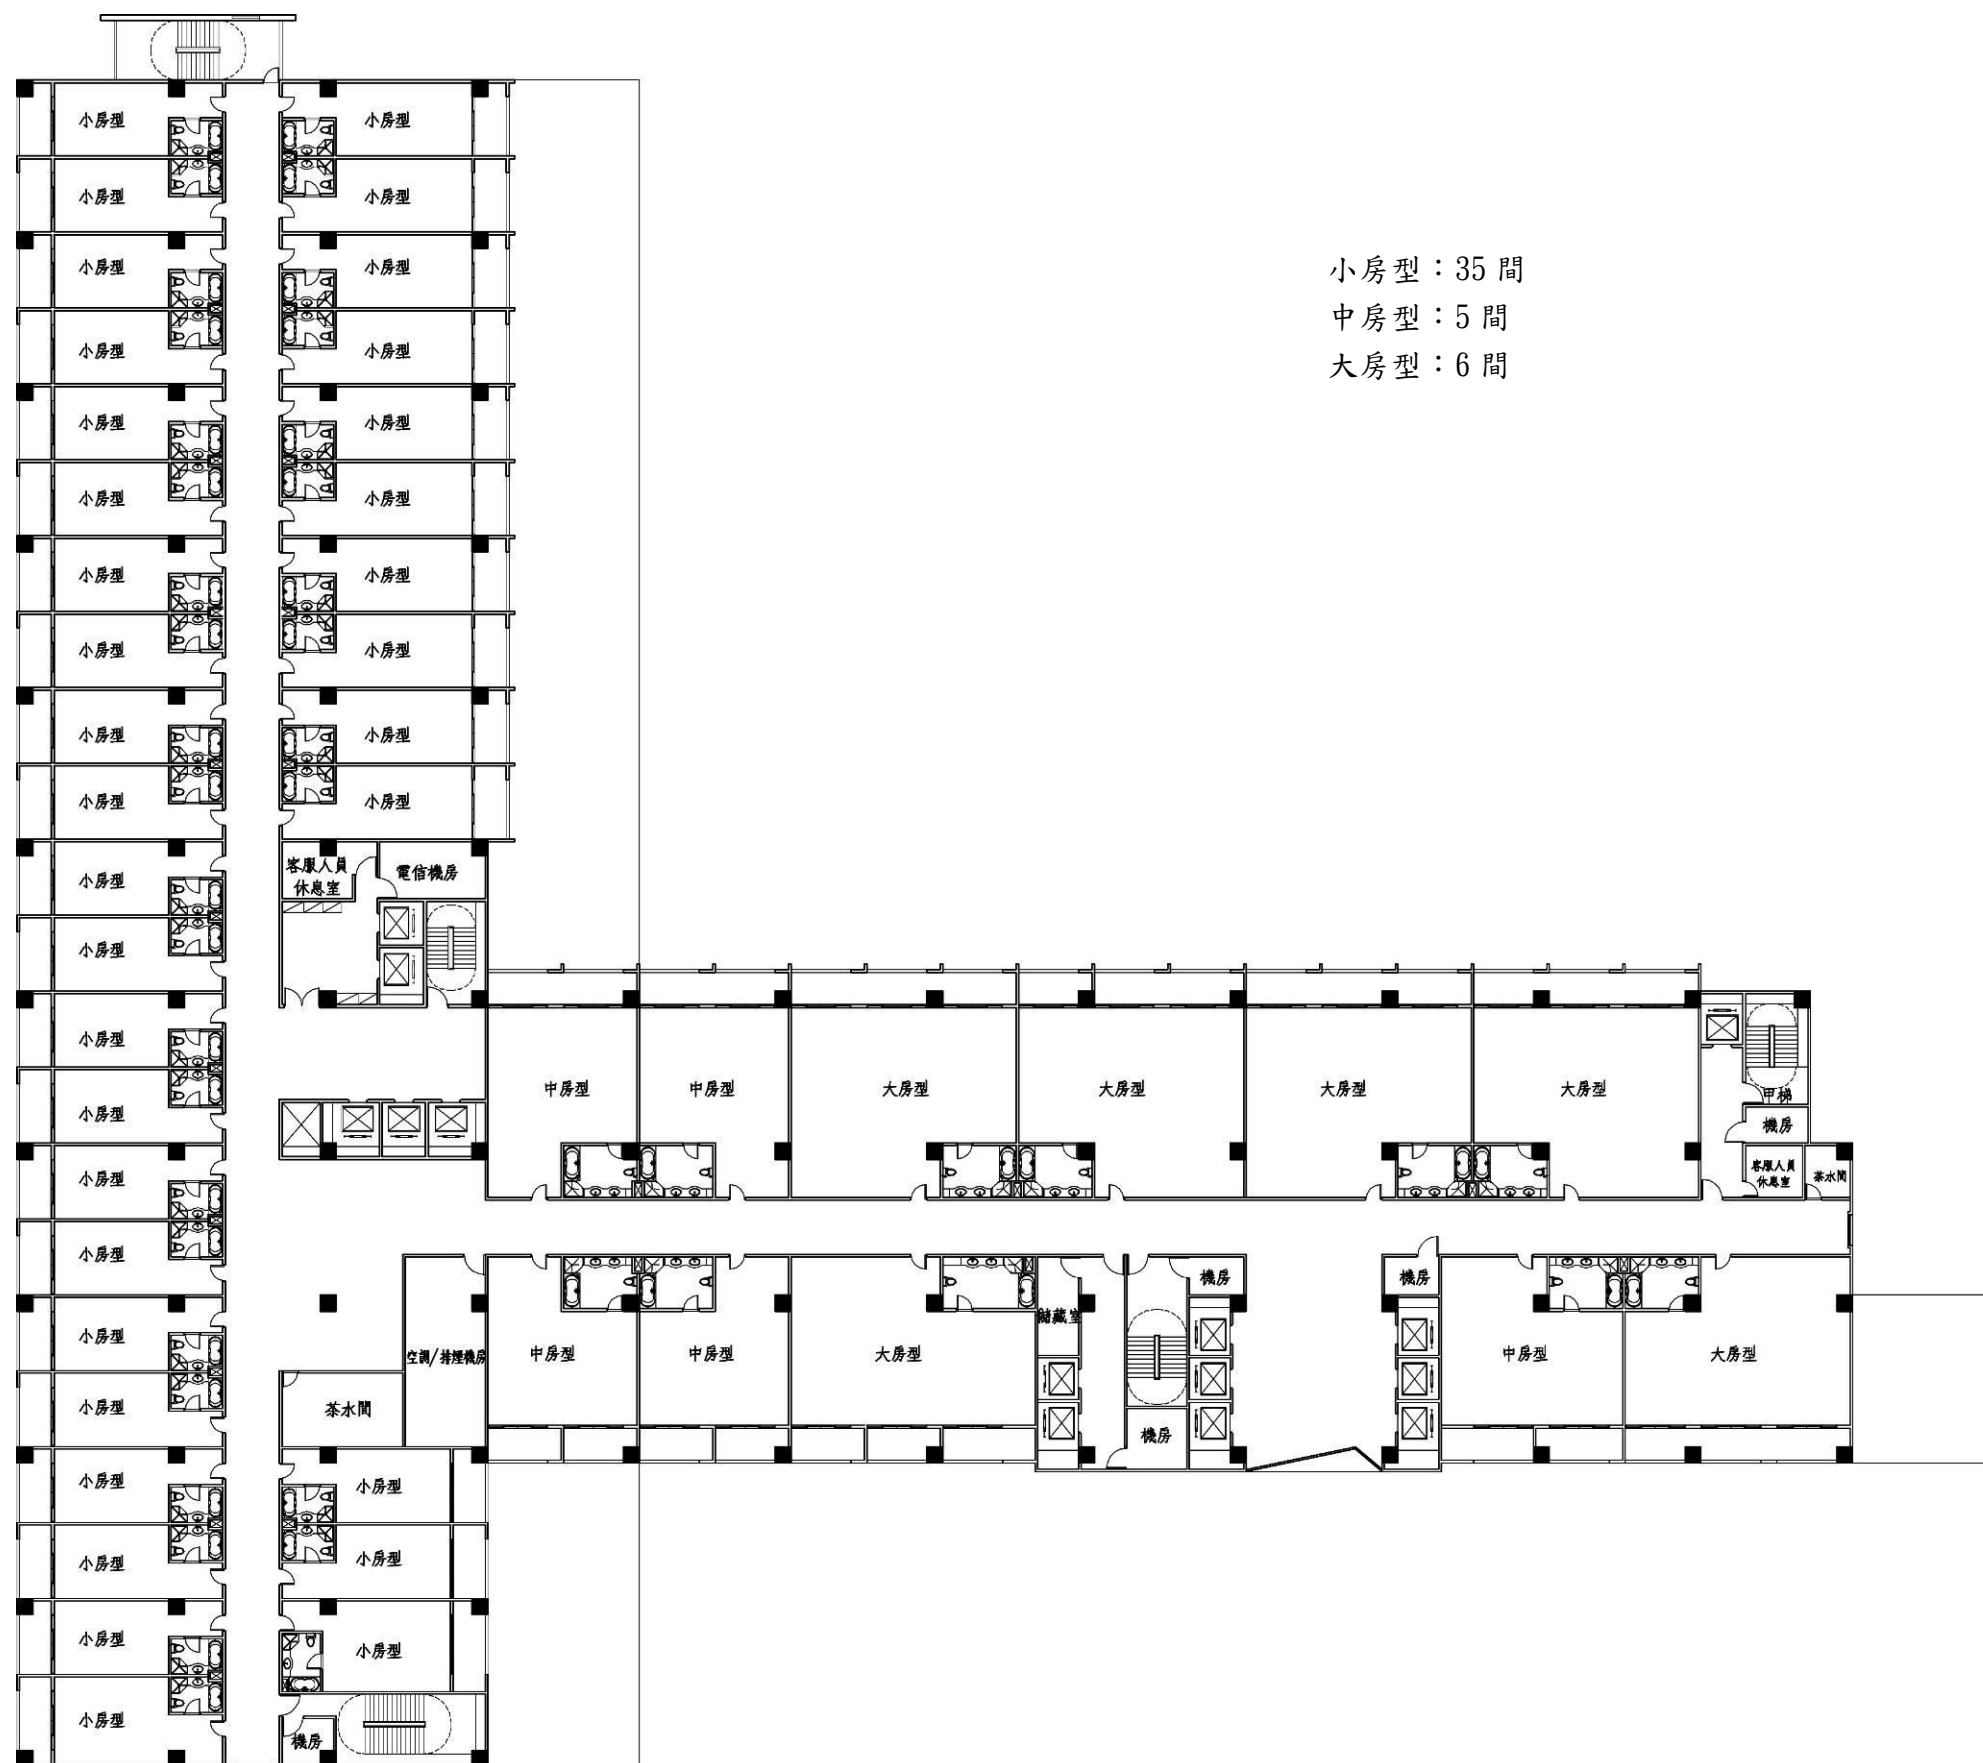 小房型
小房型
小房型
小房型
小房型
小房型
小房型：35 間
中房型：5 間
大房型：6 間
小房型
小房型
小房型
小房型
小房型
小房型
小房型
小房型
小房型
小房型
小房型
小房型
小房型
小房型
客服人員
休息室
電信機房
小房型
小房型
小房型
中房型
中房型
大房型
大房型
大房型
大房型
甲梯
小房型
機房
小房型
客服人員
休息室
茶水間
小房型
機房
機房
儲藏室
小房型
空調/排煙機房
中房型
中房型
大房型
中房型
大房型
小房型
茶水間
機房
小房型
小房型
小房型
小房型
小房型
小房型
小房型
機房